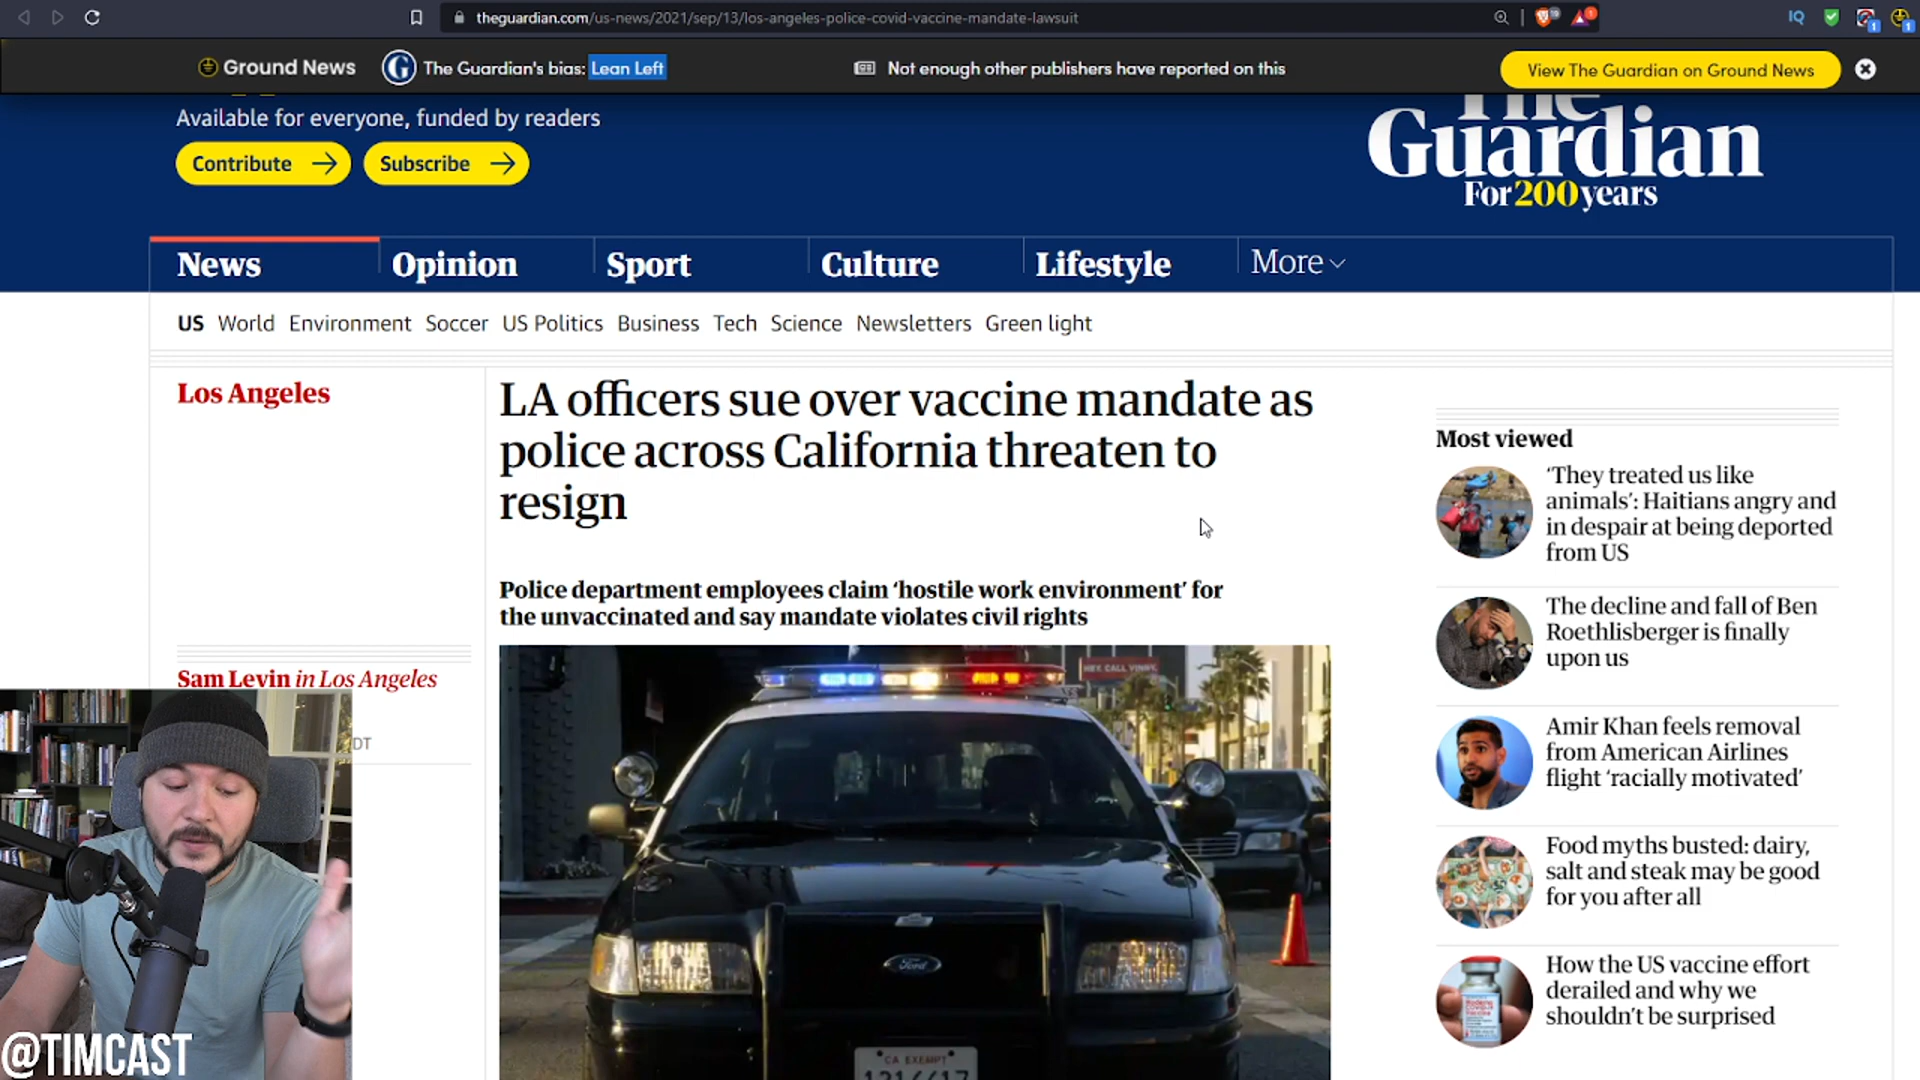 theguardian.com/us-news/2021/sep/13/los-angeles-police-covid-vaccine-mandate-lawsuit
IQ
Ground News
G
The Guardian's bias: Lean Left
Not enough other publishers have reported on this
View The Guardian on Ground News
Available for everyone, funded by readers
Contribute
Subscribe
The
Guardian
For 200 years
News
Opinion
Sport
Culture
Lifestyle
More
US World Environment Soccer US Politics Business Tech Science Newsletters Green light
Los Angeles
LA officers sue over vaccine mandate as
police across California threaten to
resign
Police department employees claim ‘hostile work environment’ for
the unvaccinated and say mandate violates civil rights
Sam Levin in Los Angeles
DT
HEY, CALL VINNY.
Ford
CA EXEMPT
Most viewed
‘They treated us like
animals’: Haitians angry and
in despair at being deported
from US
The decline and fall of Ben
Roethlisberger is finally
upon us
Amir Khan feels removal
from American Airlines
flight ‘racially motivated’
Food myths busted: dairy,
salt and steak may be good
for you after all
How the US vaccine effort
derailed and why we
shouldn’t be surprised
@TIMCAST